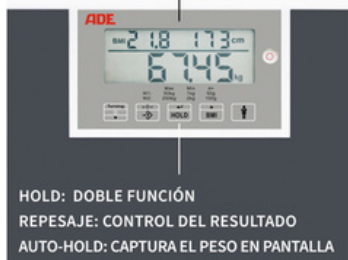 ADE
BMI 21.8 173 cm
67.45 kg
HOLD
BMI
HOLD: DOBLE FUNCIÓN
REPESAJE: CONTROL DEL RESULTADO
AUTO-HOLD: CAPTURA EL PESO EN PANTALLA